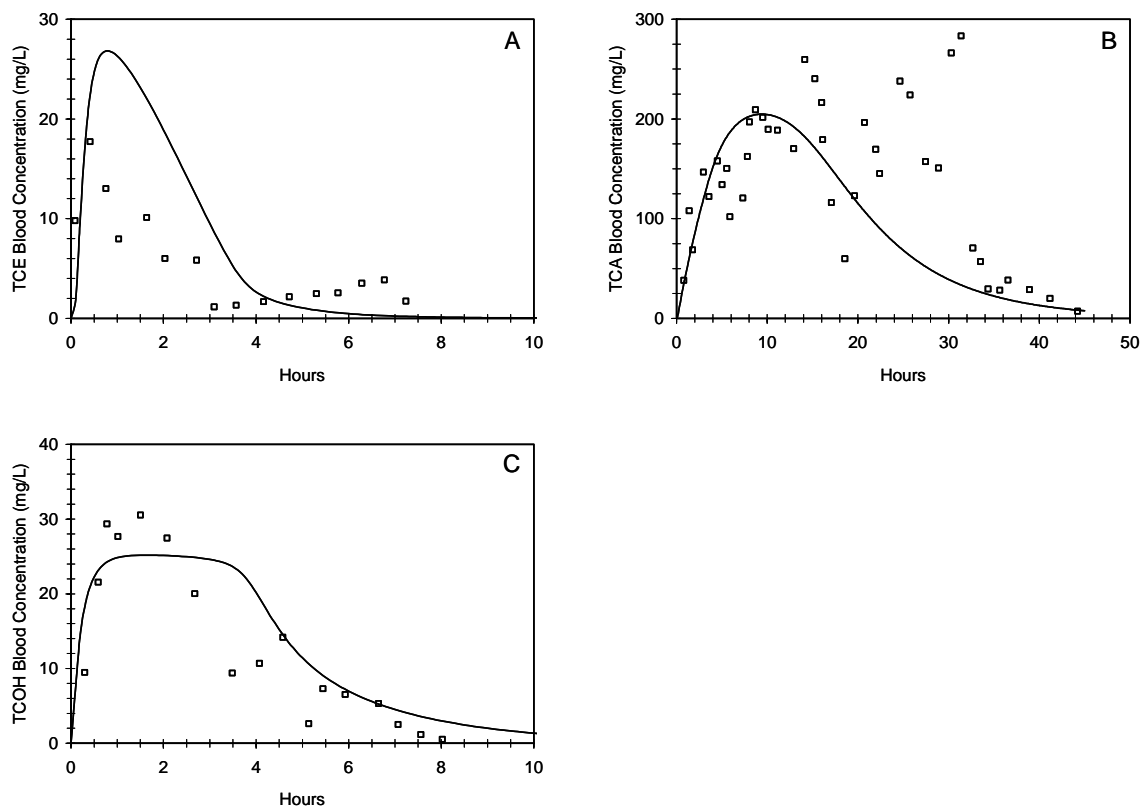 A
TCE Blood Concentration (mg/L)
30
20
10
0
0 2 4 6 8 10
Hours
B
TCA Blood Concentration (mg/L)
300
200
100
0
0 10 20 30 40 50
Hours
C
TCOH Blood Concentration (mg/L)
40
30
20
10
0
0 2 4 6 8 10
Hours